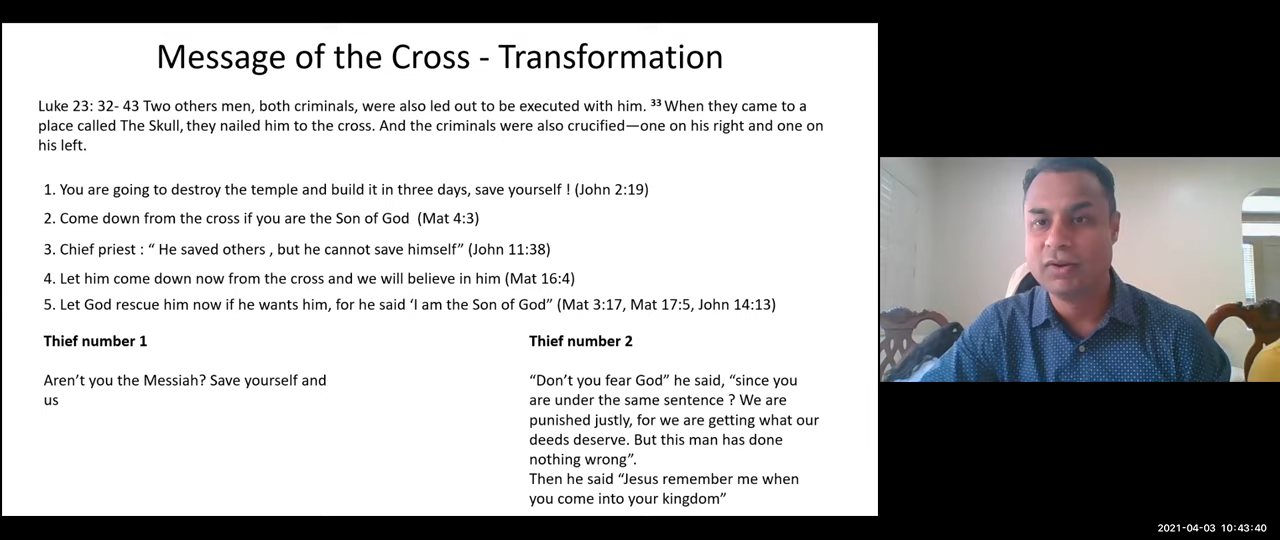 Message of the Cross - Transformation
Luke 23: 32- 43 Two others men, both criminals, were also led out to be executed with him. ³³ When they came to a
place called The Skull, they nailed him to the cross. And the criminals were also crucified—one on his right and one on
his left.
1. You are going to destroy the temple and build it in three days, save yourself ! (John 2:19)
2. Come down from the cross if you are the Son of God  (Mat 4:3)
3. Chief priest : “ He saved others , but he cannot save himself” (John 11:38)
4. Let him come down now from the cross and we will believe in him (Mat 16:4)
5. Let God rescue him now if he wants him, for he said ‘I am the Son of God” (Mat 3:17, Mat 17:5, John 14:13)
Thief number 1
Aren’t you the Messiah? Save yourself and
us
Thief number 2
“Don’t you fear God” he said, “since you
are under the same sentence ? We are
punished justly, for we are getting what our
deeds deserve. But this man has done
nothing wrong”.
Then he said “Jesus remember me when
you come into your kingdom”
2021-04-03 10:43:40